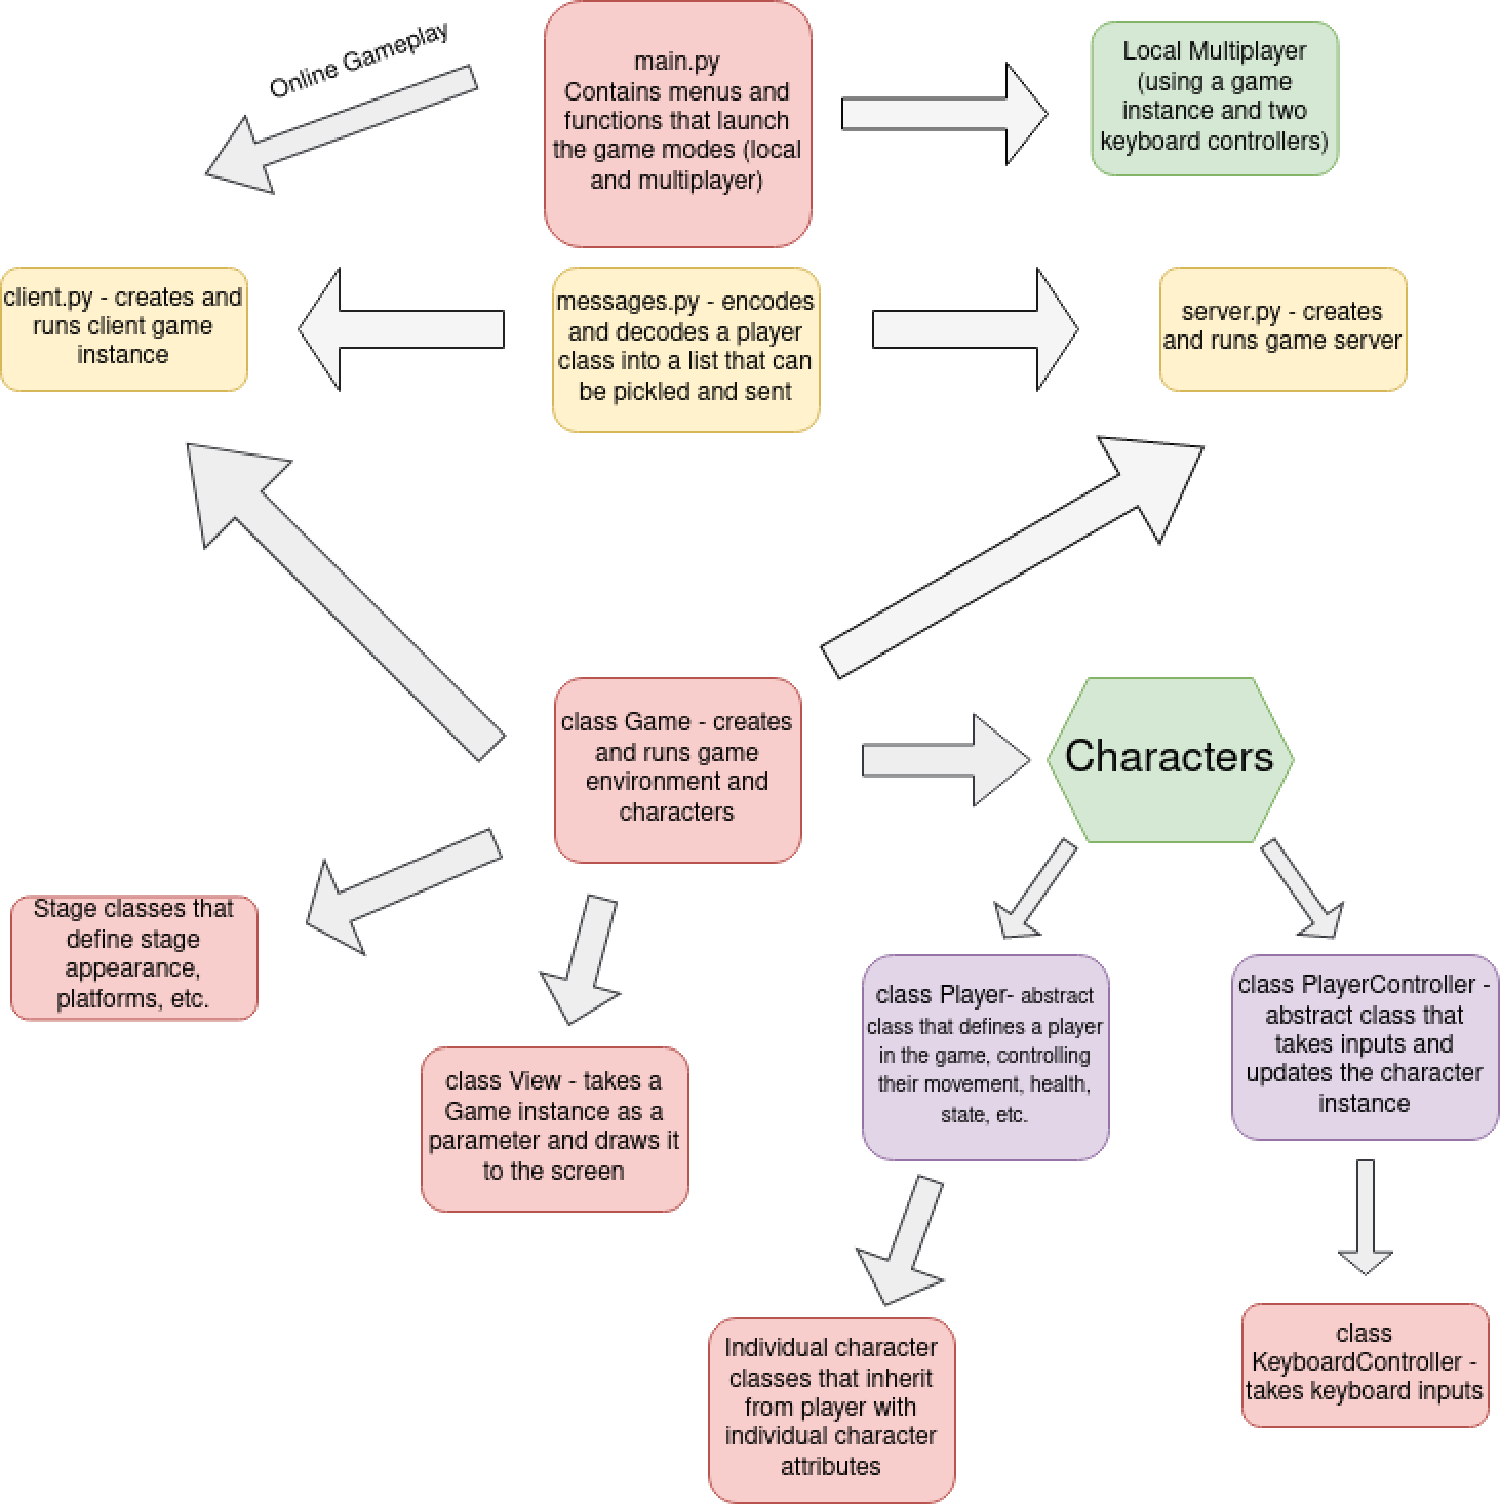 Online Gameplay
main.py
Contains menus and
functions that launch
the game modes (local
and multiplayer)
Local Multiplayer
(using a game
instance and two
keyboard controllers)
client.py - creates and
runs client game
instance
messages.py - encodes
and decodes a player
class into a list that can
be pickled and sent
server.py - creates
and runs game server
class Game - creates
and runs game
environment and
characters
Characters
Stage classes that
define stage
appearance,
platforms, etc.
class View - takes a
Game instance as a
parameter and draws it
to the screen
class Player- abstract
class that defines a player
in the game, controlling
their movement, health,
state, etc.
class PlayerController -
abstract class that
takes inputs and
updates the character
instance
Individual character
classes that inherit
from player with
individual character
attributes
class
KeyboardController -
takes keyboard inputs